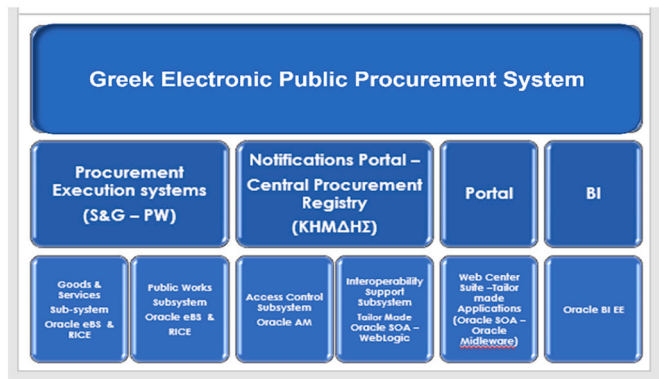 Greek Electronic Public Procurement System
Procurement
Execution systems
(S&G – PW)
Notifications Portal –
Central Procurement
Registry
(ΚΗΜΔΗΣ)
Portal
BI
Goods &
Services
Sub-system
Oracle eBS &
RICE
Public Works
Subsystem
Oracle eBS &
RICE
Access Control
Subsystem
Oracle AM
Interoperability
Support
Subsystem
Tailor Made
Oracle SOA –
WebLogic
Web Center
Suite –Tailor
made
Applications
(Oracle SOA –
Oracle
Midleware)
Oracle BI EE